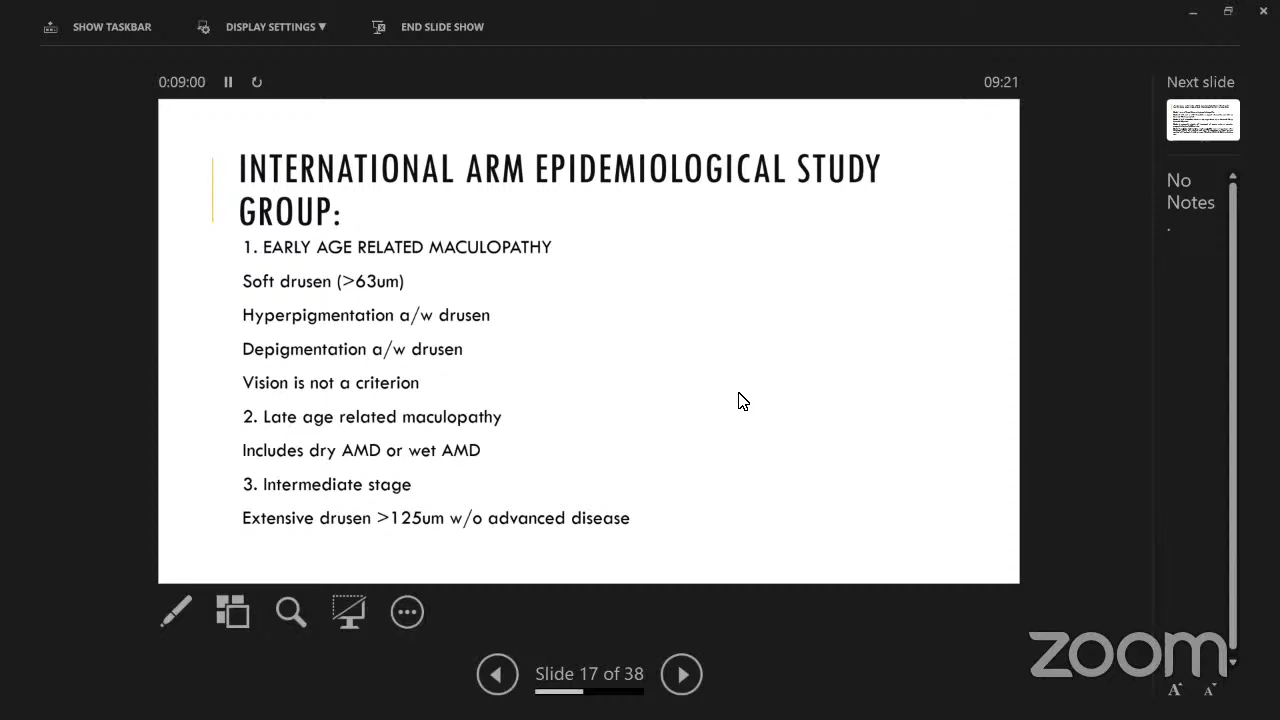 SHOW TASKBAR
DISPLAY SETTINGS ▼
END SLIDE SHOW
0:09:00
09:21
Next slide
INTERNATIONAL ARM EPIDEMIOLOGICAL STUDY
GROUP:
1. EARLY AGE RELATED MACULOPATHY
Soft drusen (>63um)
Hyperpigmentation a/w drusen
Depigmentation a/w drusen
Vision is not a criterion
2. Late age related maculopathy
Includes dry AMD or wet AMD
3. Intermediate stage
Extensive drusen >125um w/o advanced disease
No
Notes
.
Slide 17 of 38
zoom
A A